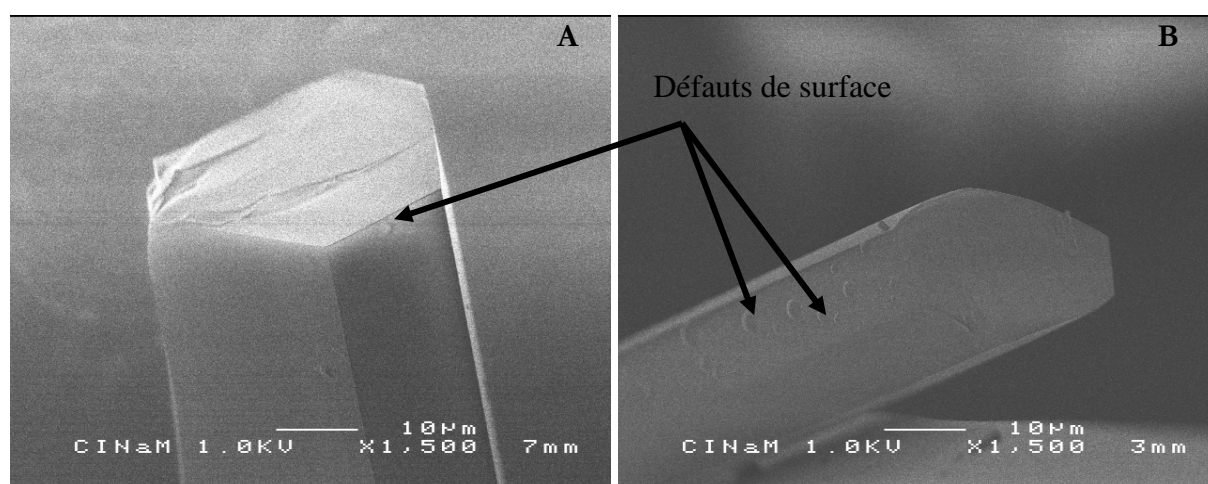 A
B
Défauts de surface
10µm
CINaM 1.0KV X1,500 7mm
10µm
CINaM 1.0KV X1,500 3mm